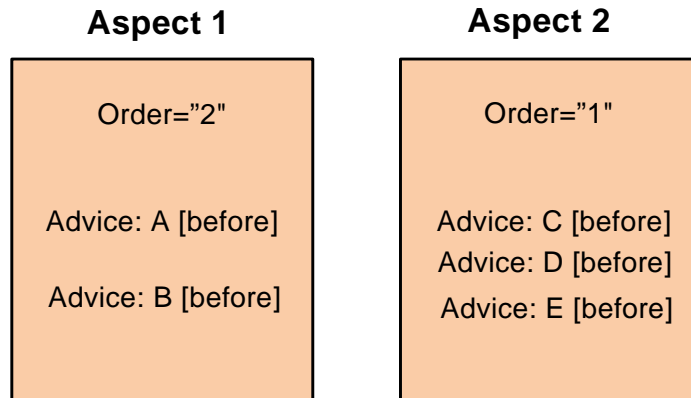 Aspect 1
Order=”2"
Advice: A [before]
Advice: B [before]
Aspect 2
Order=”1"
Advice: C [before]
Advice: D [before]
Advice: E [before]